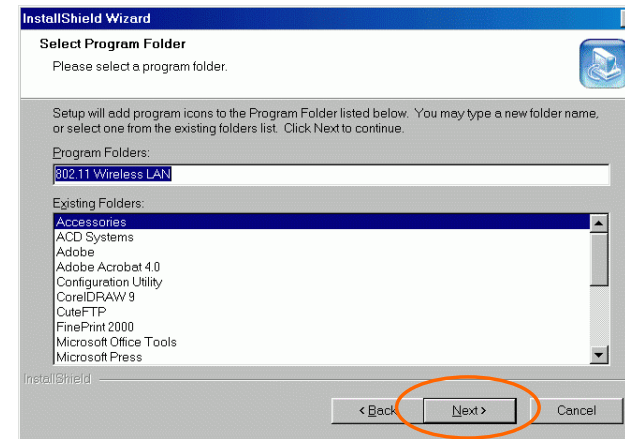 InstallShield Wizard
Select Program Folder
Please select a program folder.
Setup will add program icons to the Program Folder listed below. You may type a new folder name,
or select one from the existing folders list. Click Next to continue.
Program Folders:
802.11 Wireless LAN
Existing Folders:
Accessories
ACD Systems
Adobe
Adobe Acrobat 4.0
Configuration Utility
CorelDRAW 9
CuteFTP
FinePrint 2000
Microsoft Office Tools
Microsoft Press
InstallShield
< Back
Next >
Cancel